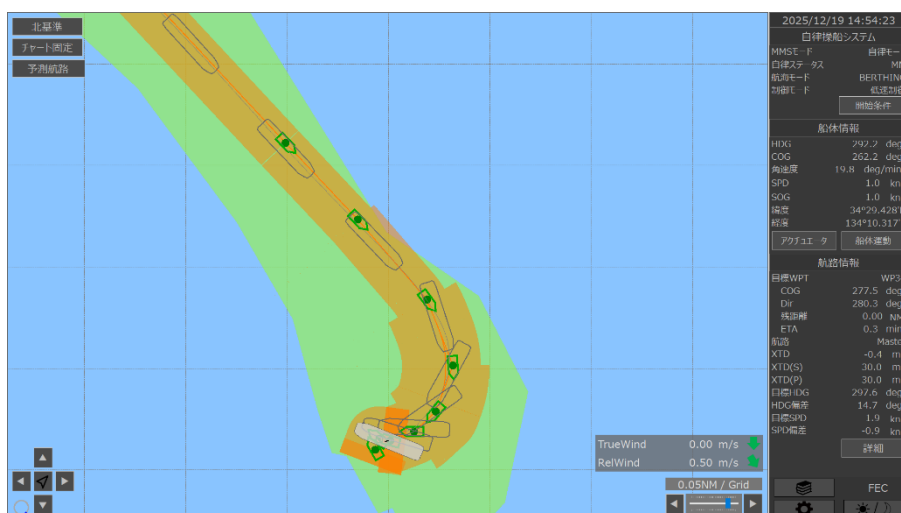 北基準
チャート固定
予測航路
TrueWind 0.00 m/s
RelWind 0.50 m/s
0.05NM / Grid
2025/12/19 14:54:23
自律操船システム
MMSモード 自律モー
自律ステータス MM
航海モード BERTHING
制御モード 低速制御
開始条件
船体情報
HDG 292.2 deg
COG 262.2 deg
角速度 19.8 deg/min
SPD 1.0 kn
SOG 1.0 kn
緯度 34°29.428'
経度 134°10.317'
アクチュエータ 船体運動
航路情報
目標WPT WP3
COG 277.5 deg
Dir 280.3 deg
残距離 0.00 NM
ETA 0.3 min
航路 Maste
XTD -0.4 m
XTD(S) 30.0 m
XTD(P) 30.0 m
目標HDG 297.6 deg
HDG偏差 14.7 deg
目標SPD 1.9 kn
SPD偏差 -0.9 kn
詳細
FEC